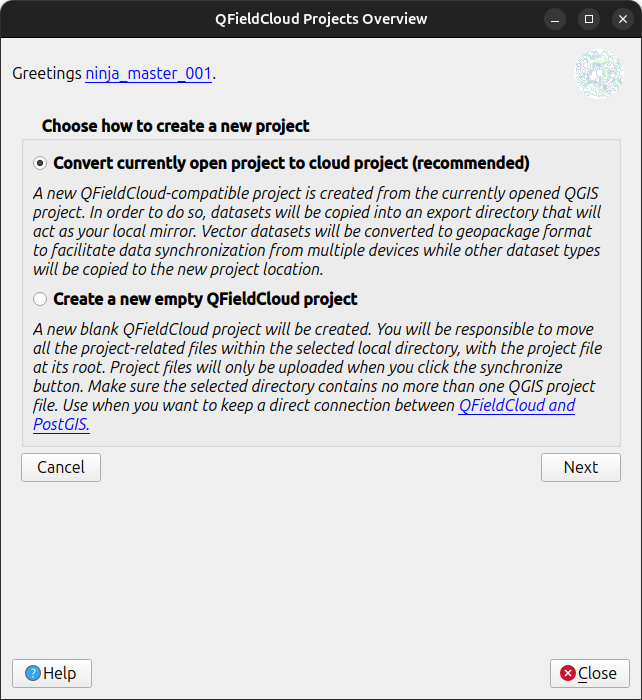 QFieldCloud Projects Overview
Greetings ninja_master_001.
Choose how to create a new project
Convert currently open project to cloud project (recommended)
A new QFieldCloud-compatible project is created from the currently opened QGIS
project. In order to do so, datasets will be copied into an export directory that will
act as your local mirror. Vector datasets will be converted to geopackage format
to facilitate data synchronization from multiple devices while other dataset types
will be copied to the new project location.
Create a new empty QFieldCloud project
A new blank QFieldCloud project will be created. You will be responsible to move
all the project-related files within the selected local directory, with the project file
at its root. Project files will only be uploaded when you click the synchronize
button. Make sure the selected directory contains no more than one QGIS project
file. Use when you want to keep a direct connection between QFieldCloud and
PostGIS.
Cancel Next
? Help Close